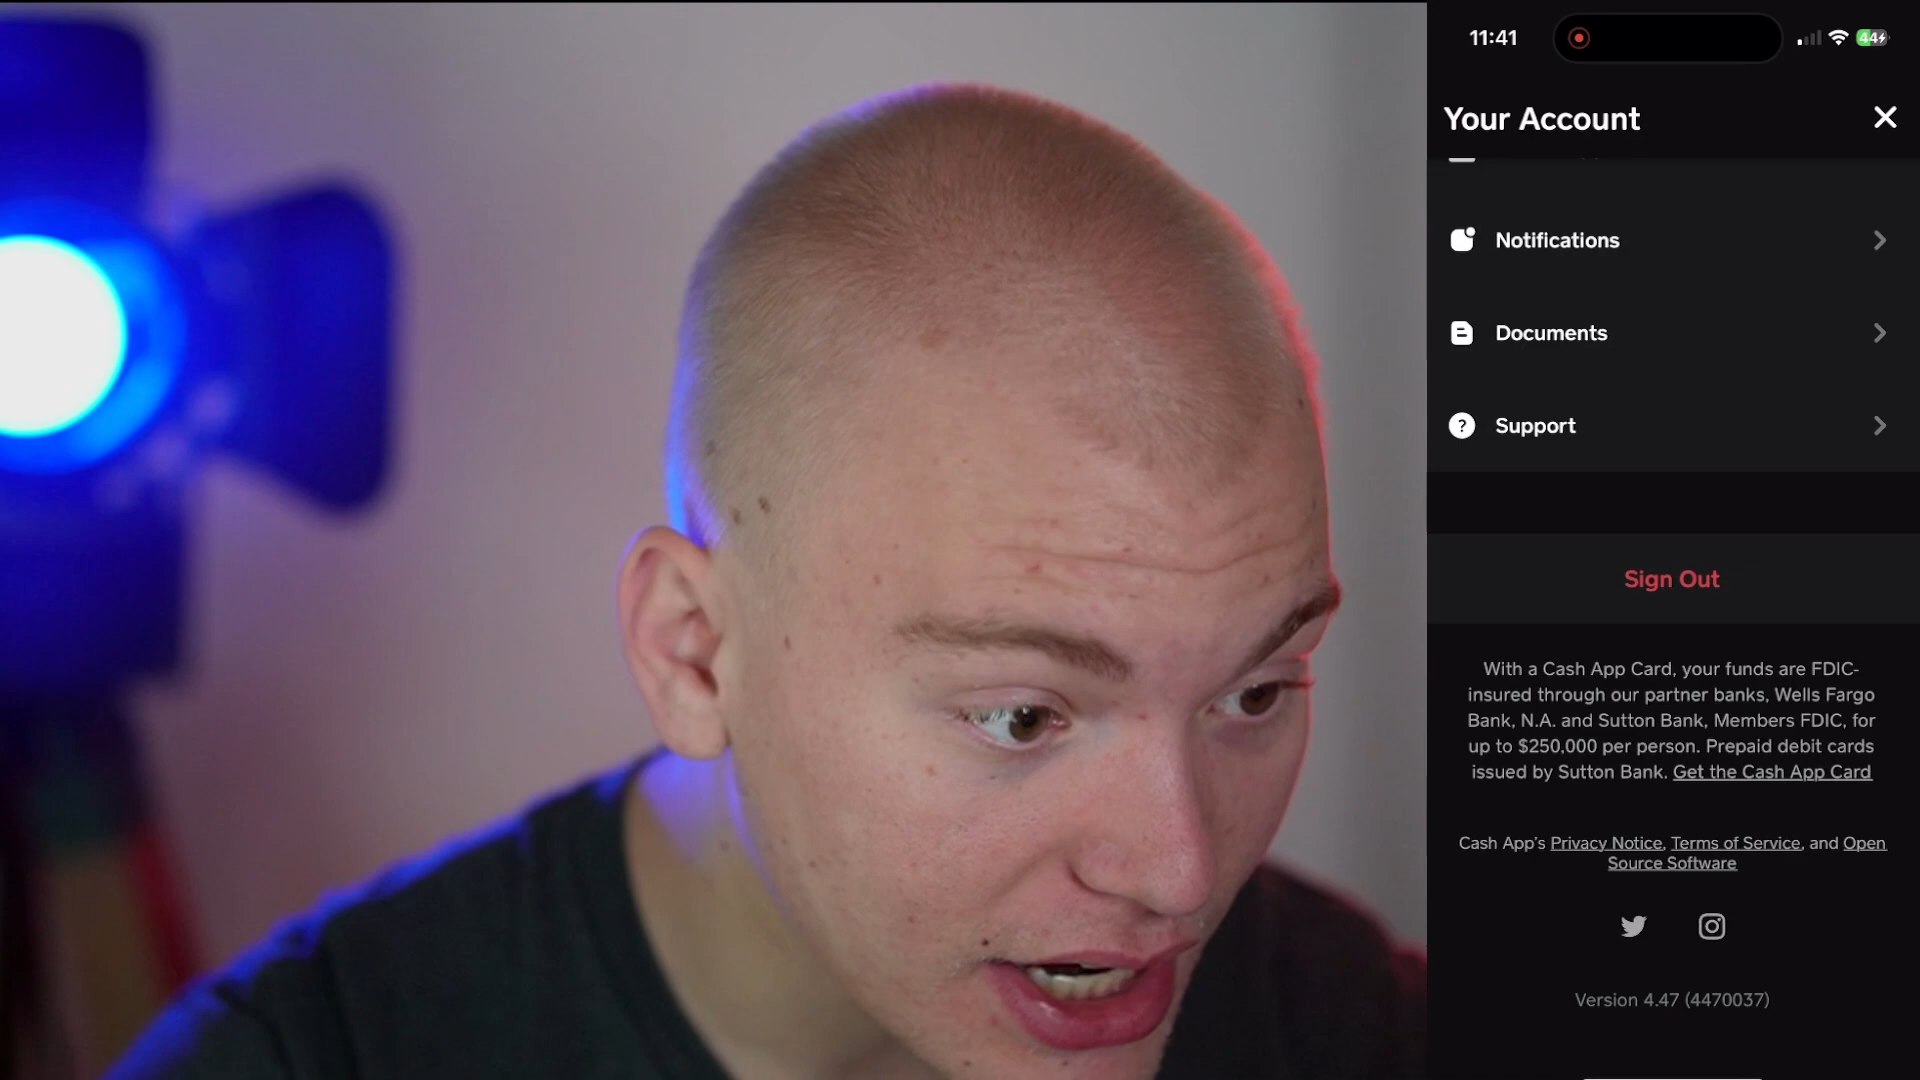 11:41
44
Your Account
Notifications
Documents
Support
Sign Out
With a Cash App Card, your funds are FDIC-
insured through our partner banks, Wells Fargo
Bank, N.A. and Sutton Bank, Members FDIC, for
up to $250,000 per person. Prepaid debit cards
issued by Sutton Bank. Get the Cash App Card
Cash App's Privacy Notice, Terms of Service, and Open
Source Software
Version 4.47 (4470037)